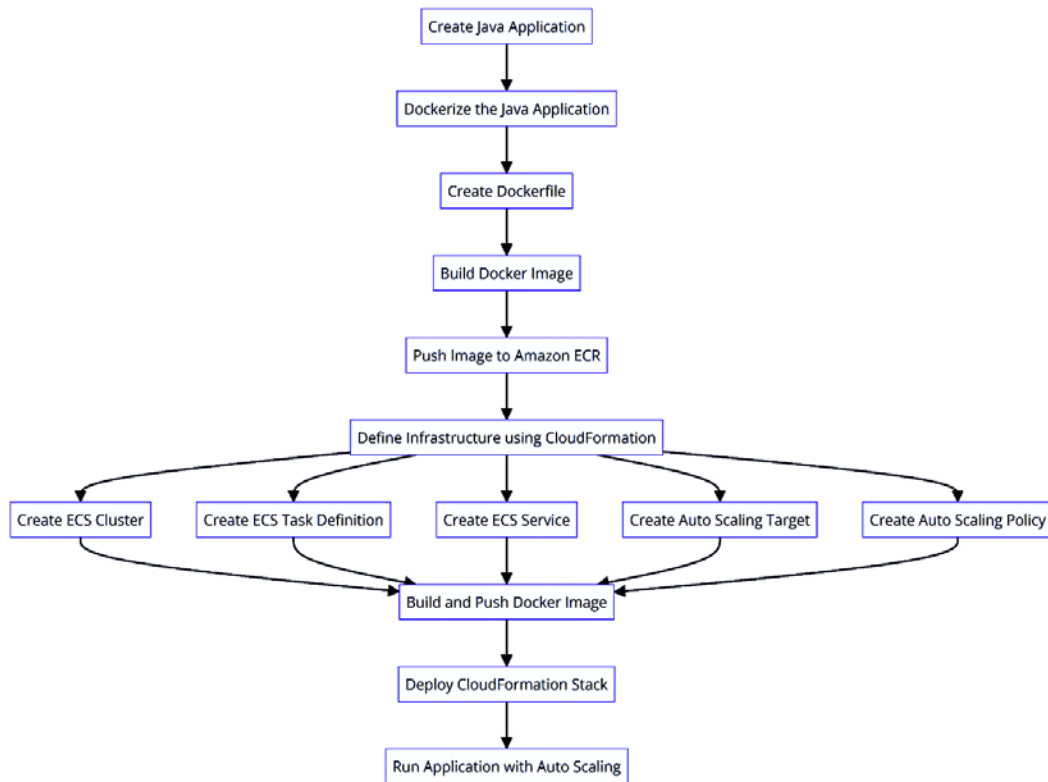 Create Java Application
Dockerize the Java Application
Create Dockerfile
Build Docker Image
Push Image to Amazon ECR
Define Infrastructure using CloudFormation
Create ECS Cluster
Create ECS Task Definition
Create ECS Service
Create Auto Scaling Target
Create Auto Scaling Policy
Build and Push Docker Image
Deploy CloudFormation Stack
Run Application with Auto Scaling